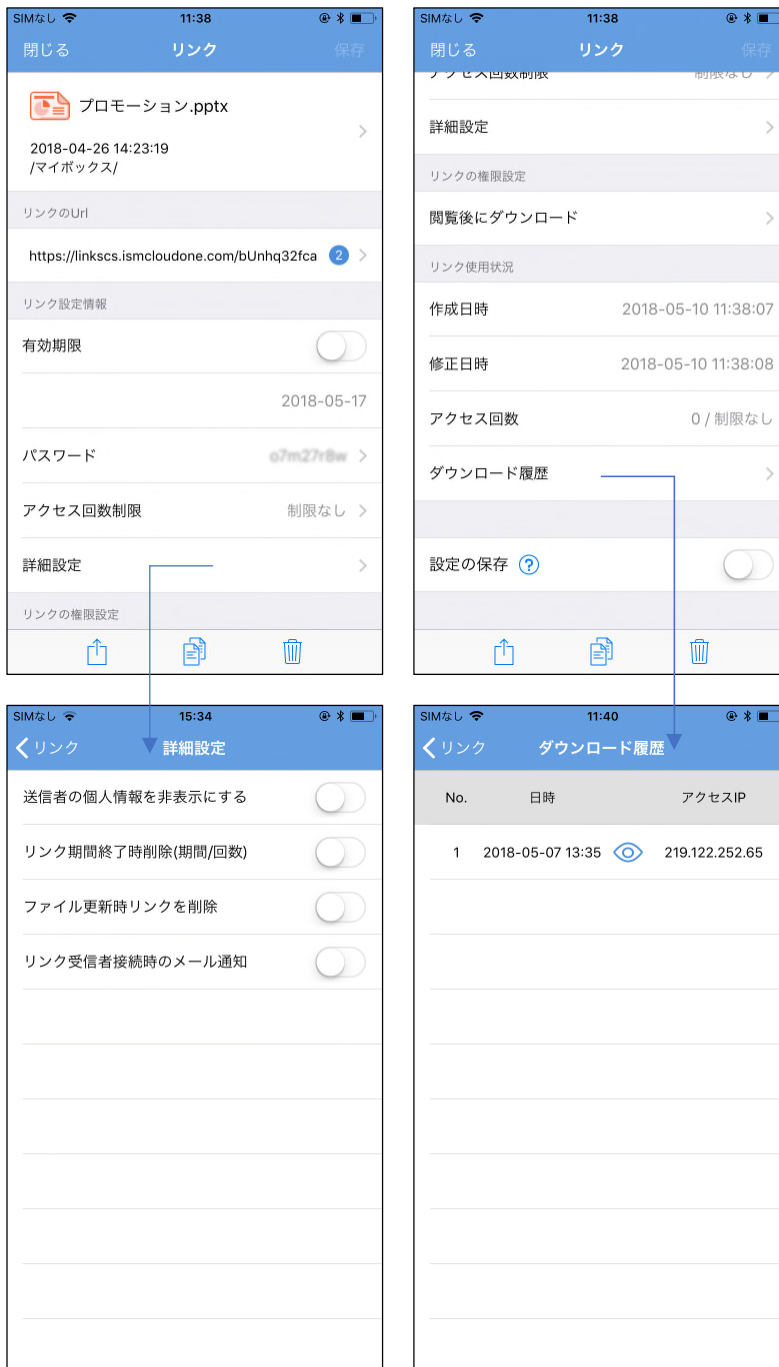 SIMなし 11:38
閉じる リンク 保存
プロモーション.pptx
2018-04-26 14:23:19
/マイボックス/
リンクのUrl
https://linkscs.ismcloudone.com/bUnhq32fca 2
リンク設定情報
有効期限
2018-05-17
パスワード
アクセス回数制限 制限なし
詳細設定
リンクの権限設定
SIMなし 11:38
閉じる リンク 保存
アクセス回数制限 制限なし
詳細設定
リンクの権限設定
閲覧後にダウンロード
リンク使用状況
作成日時 2018-05-10 11:38:07
修正日時 2018-05-10 11:38:08
アクセス回数 0 / 制限なし
ダウンロード履歴
設定の保存 ?
SIMなし 15:34
リンク 詳細設定
送信者の個人情報を非表示にする
リンク期間終了時削除(期間/回数)
ファイル更新時リンクを削除
リンク受信者接続時のメール通知
SIMなし 11:40
リンク ダウンロード履歴
No. 日時 アクセスIP
1 2018-05-07 13:35 219.122.252.65